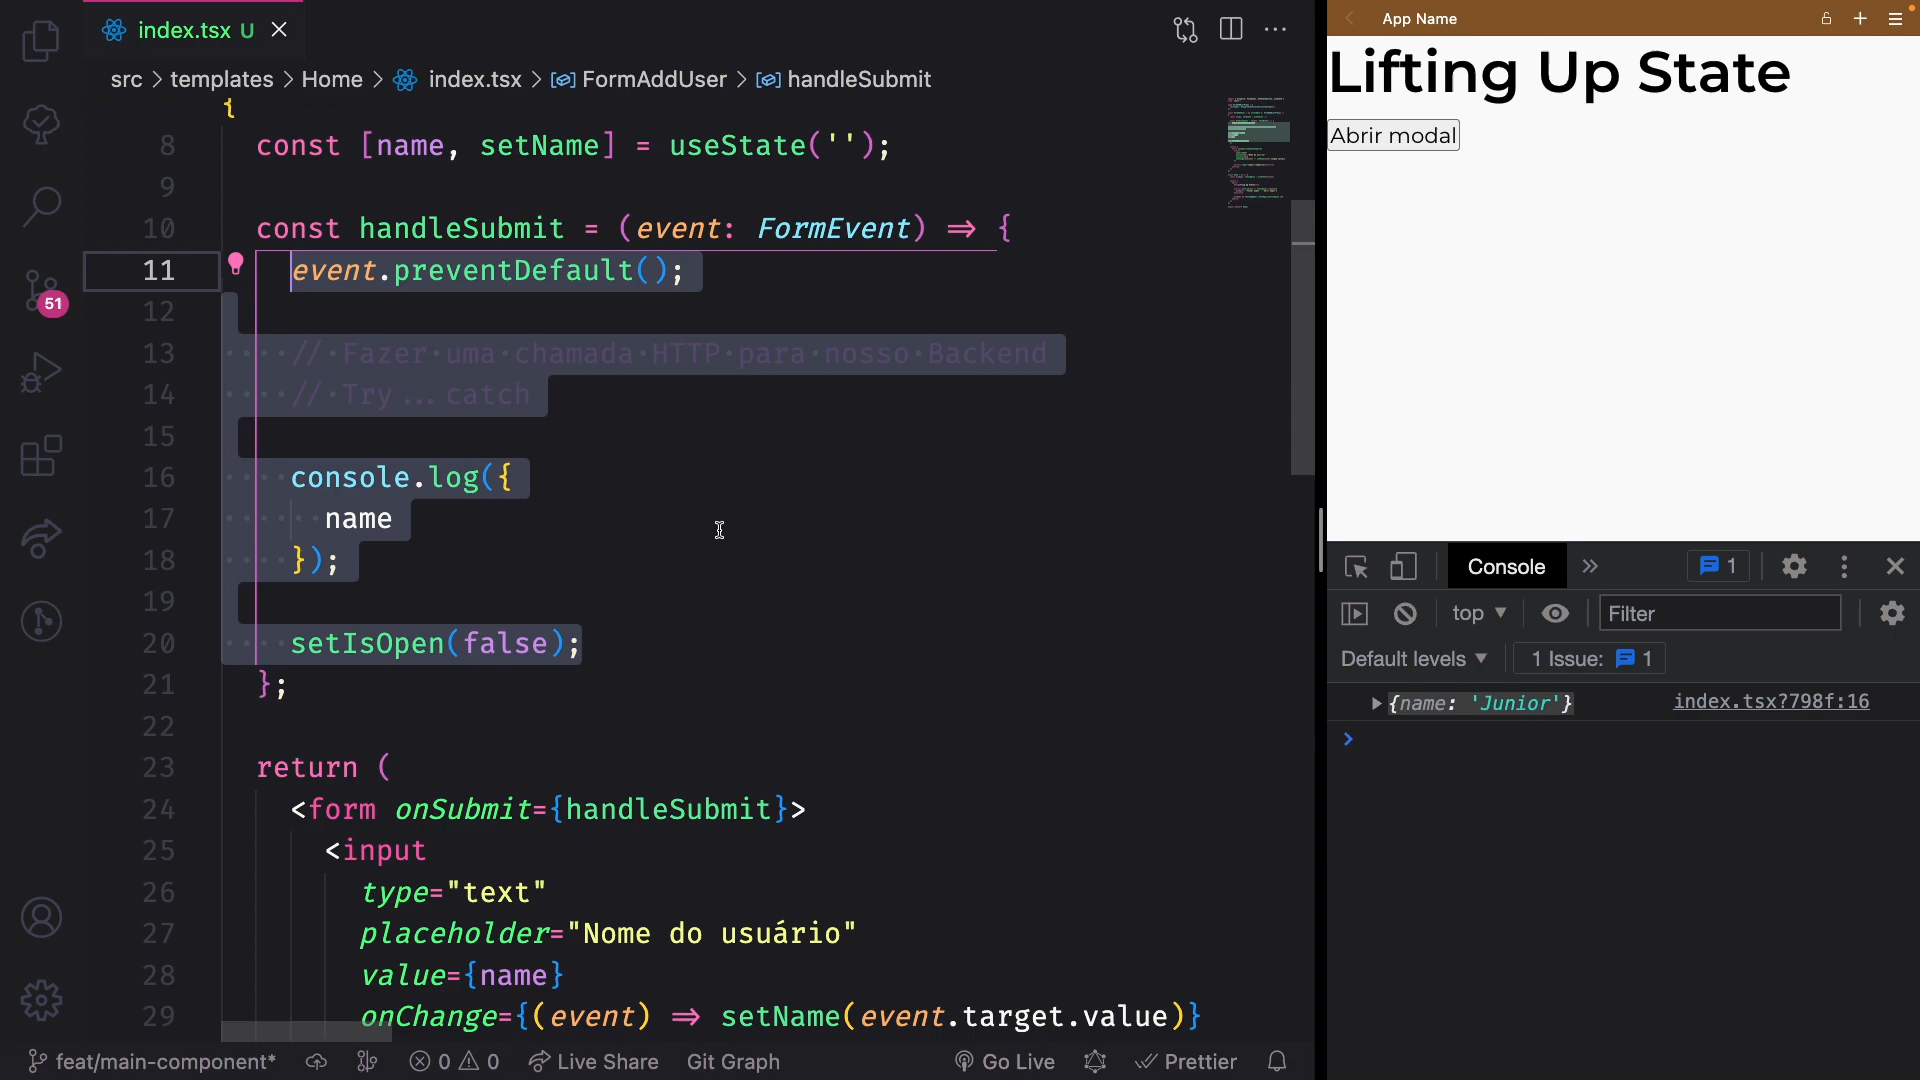 index.tsx U
src > templates > Home > index.tsx > FormAddUser > handleSubmit
{
8 const [name, setName] = useState('');
9
10 const handleSubmit = (event: FormEvent) => {
11 event.preventDefault();
12
13 // Fazer uma chamada HTTP para nosso Backend
14 // Try...catch
15
16 console.log({
17 name
18 });
19
20 setIsOpen(false);
21 };
22
23 return (
24 <form onSubmit={handleSubmit}>
25 <input
26 type="text"
27 placeholder="Nome do usuário"
28 value={name}
29 onChange={(event) => setName(event.target.value)}
51
feat/main-component* 0 0 Live Share Git Graph Go Live Prettier
App Name
Lifting Up State
Abrir modal
Console 1
top Filter
Default levels 1 Issue: 1
{name: 'Junior'} index.tsx?798f:16